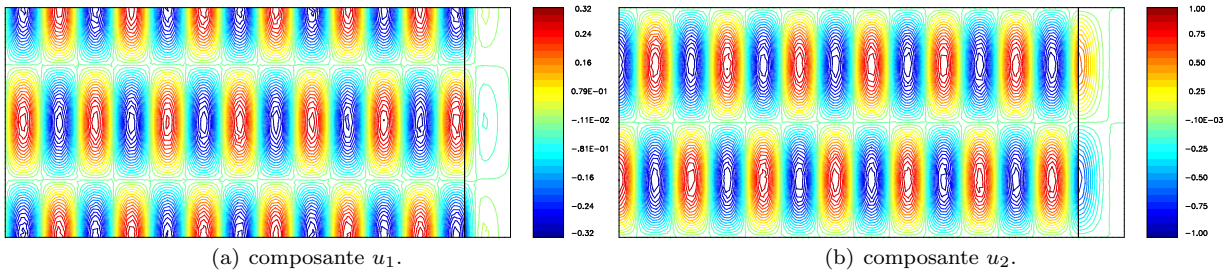 0.32
0.24
0.16
0.79E-01
-.11E-02
-.81E-01
-0.16
-0.24
-0.32
1.00
0.75
0.50
0.25
-.10E-03
-0.25
-0.50
-0.75
-1.00
(a) composante u₁.
(b) composante u₂.